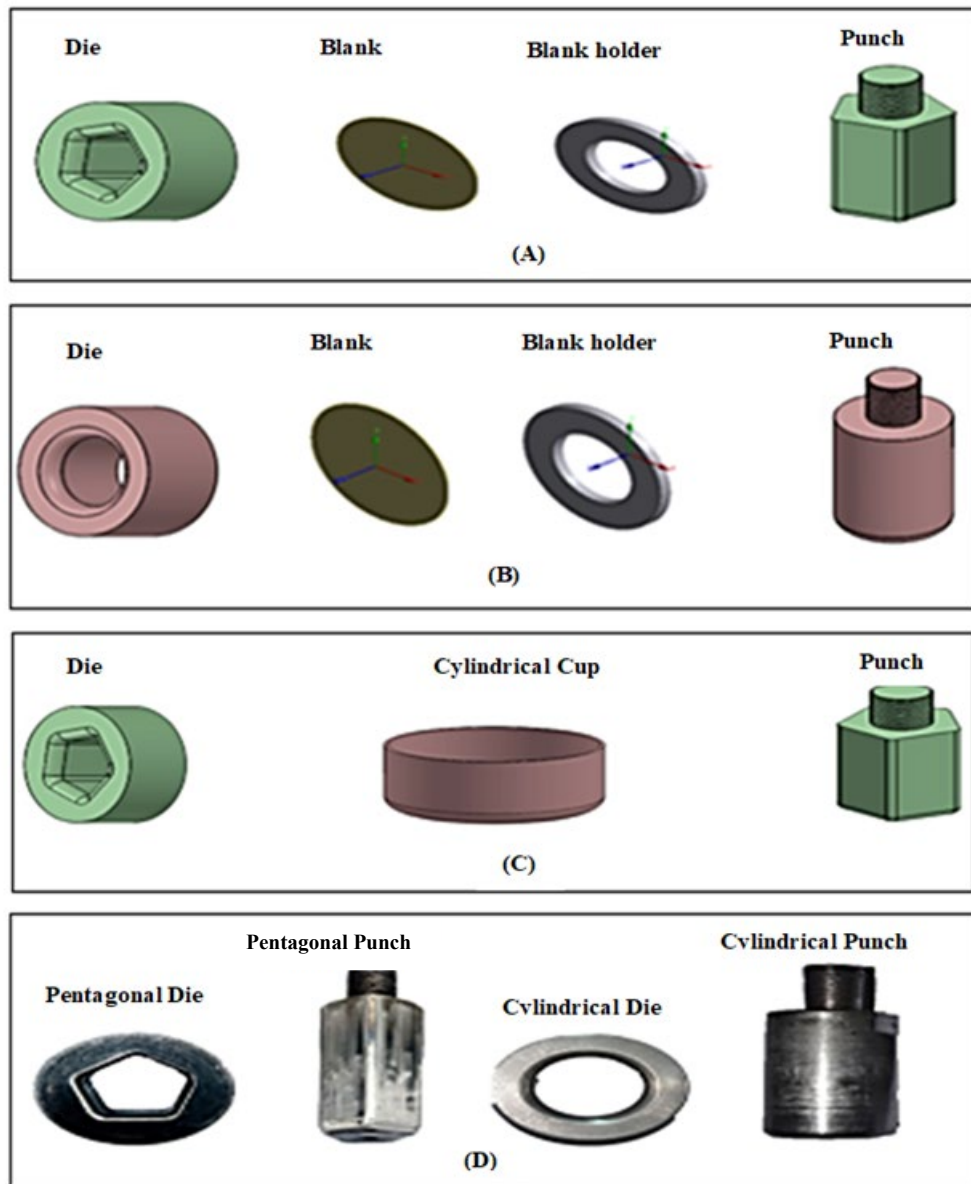 Die Blank Blank holder Punch
(A)
Die Blank Blank holder Punch
(B)
Die Cylindrical Cup Punch
(C)
Pentagonal Die Pentagonal Punch Cvlindrical Die Cvlindrical Punch
(D)